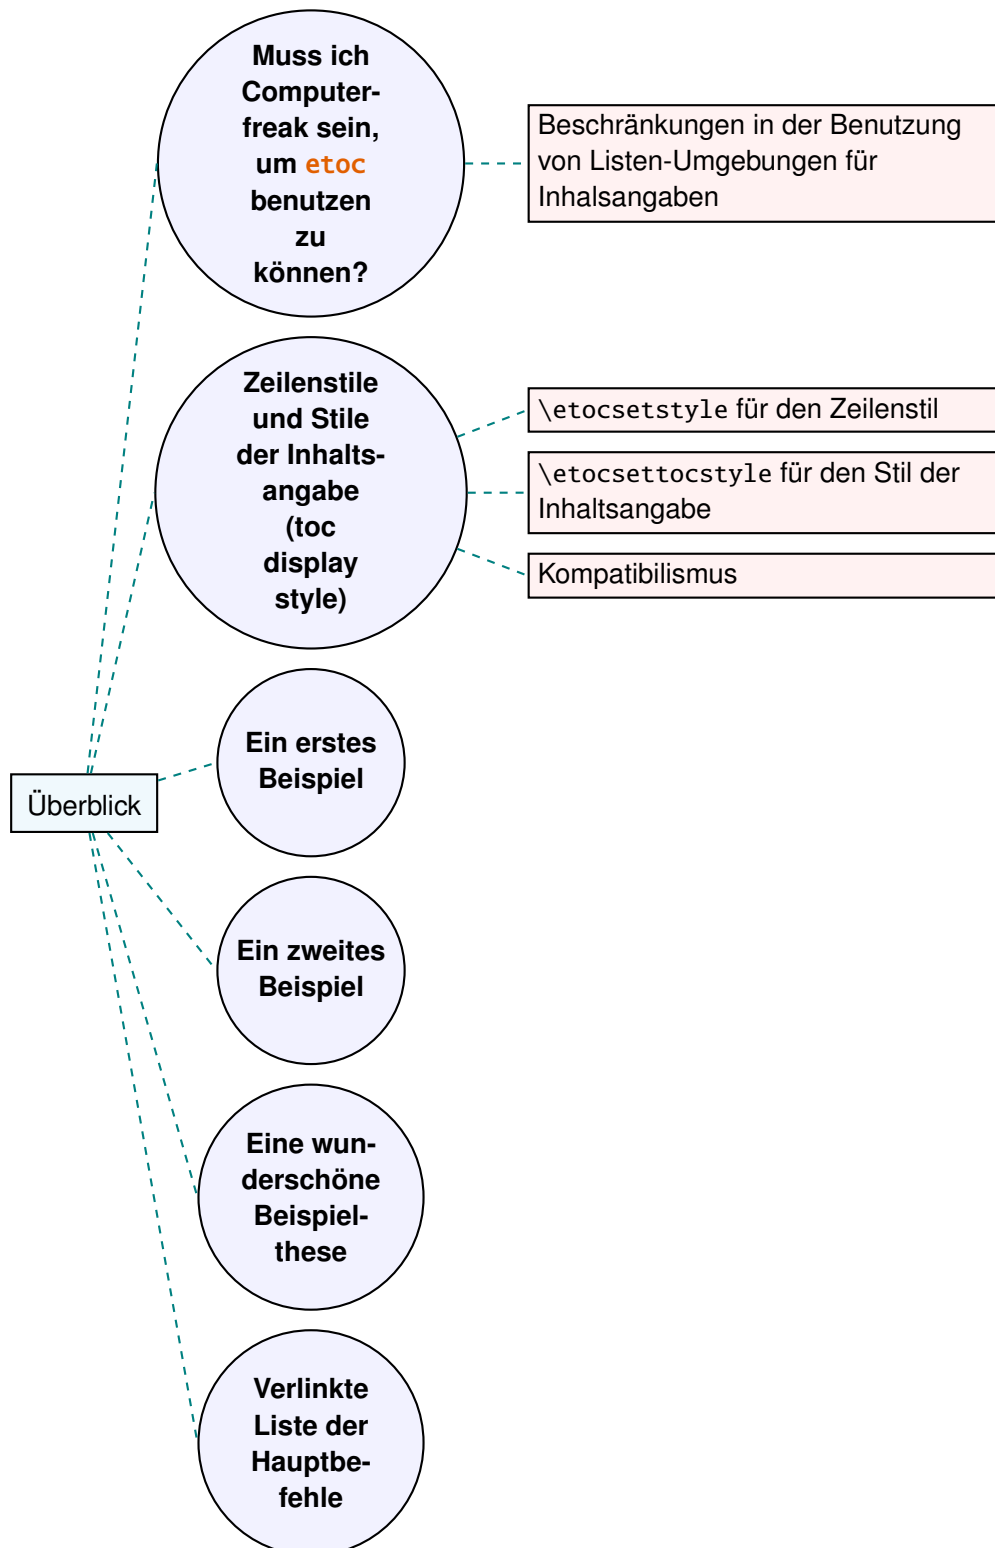 Muss ich
Computer-
freak sein,
um etoc
benutzen
zu
können?
Beschränkungen in der Benutzung
von Listen-Umgebungen für
Inhalsangaben
Zeilenstile
und Stile
der Inhalts-
angabe
(toc
display
style)
\etocsetstyle für den Zeilenstil
\etocsettocstyle für den Stil der
Inhaltsangabe
Kompatibilismus
Ein erstes
Beispiel
Überblick
Ein zweites
Beispiel
Eine wun-
derschöne
Beispiel-
these
Verlinkte
Liste der
Hauptbe-
fehle